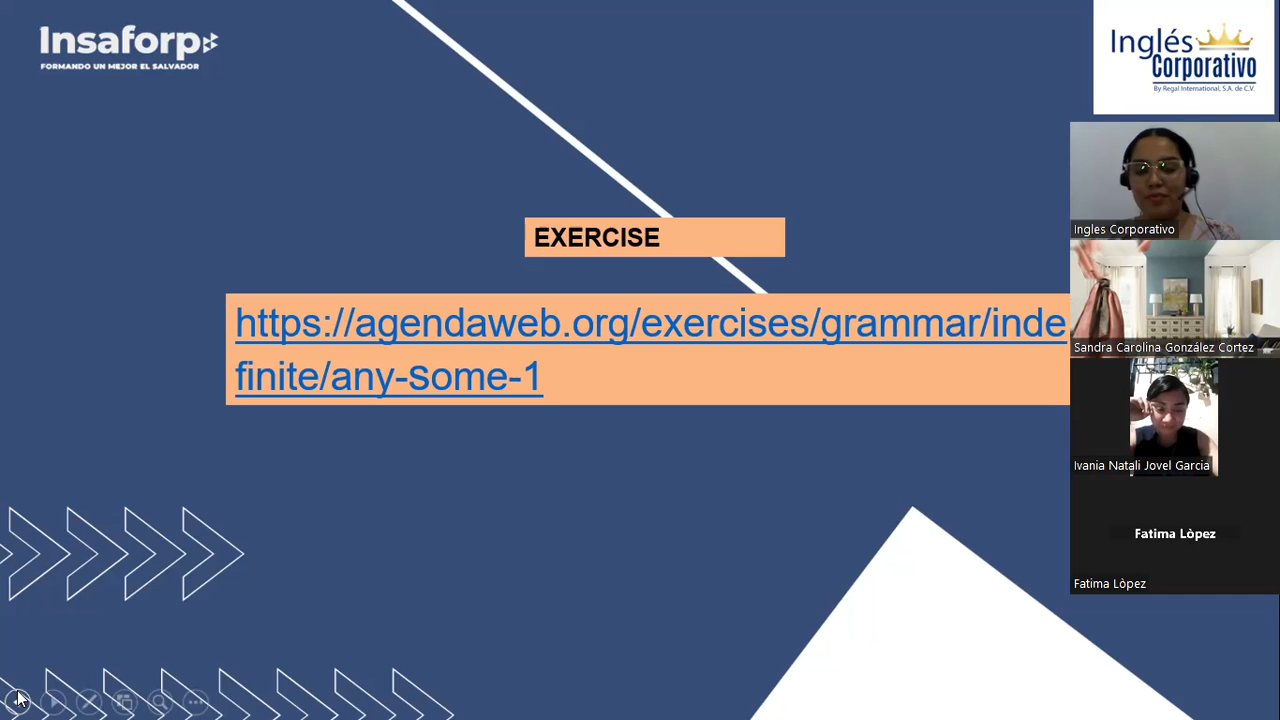 Insaforp
FORMANDO UN MEJOR EL SALVADOR
Inglés
Corporativo
By Regal International, S.A. de C.V.
EXERCISE
https://agendaweb.org/exercises/grammar/inde
finite/any-some-1
Ingles Corporativo
Sandra Carolina González Cortez
Ivania Natali Jovel Garcia
Fatima Lòpez
Fatima Lòpez